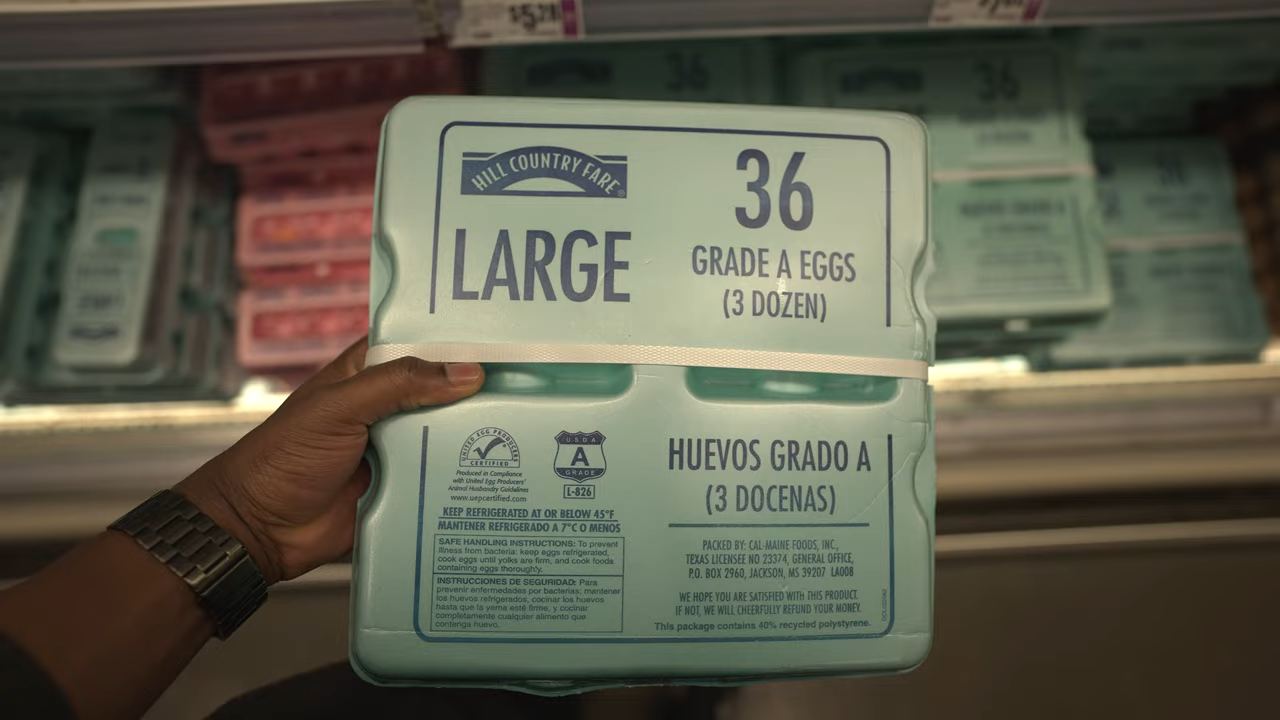 $5.28
HILL COUNTRY FARE®
LARGE
36
GRADE A EGGS
(3 DOZEN)
UNITED EGG PRODUCERS
CERTIFIED
Produced in Compliance
with United Egg Producers'
Animal Husbandry Guidelines
www.uepcertified.com
USDA
A
GRADE
L-826
KEEP REFRIGERATED AT OR BELOW 45°F
MANTENER REFRIGERADO A 7°C O MENOS
SAFE HANDLING INSTRUCTIONS: To prevent
illness from bacteria: keep eggs refrigerated,
cook eggs until yolks are firm, and cook foods
containing eggs thoroughly.
INSTRUCCIONES DE SEGURIDAD: Para
prevenir enfermedades por bacterias: mantener
los huevos refrigerados, cocinar los huevos
hasta que la yema esté firme, y cocinar
completamente cualquier alimento que
contenga huevo.
HUEVOS GRADO A
(3 DOCENAS)
PACKED BY: CAL-MAINE FOODS, INC.,
TEXAS LICENSEE NO 23374, GENERAL OFFICE,
P.O. BOX 2960, JACKSON, MS 39207 LA008
WE HOPE YOU ARE SATISFIED WITH THIS PRODUCT.
IF NOT, WE WILL CHEERFULLY REFUND YOUR MONEY.
This package contains 40% recycled polystyrene.
36
36
HUEVOS GRADO A